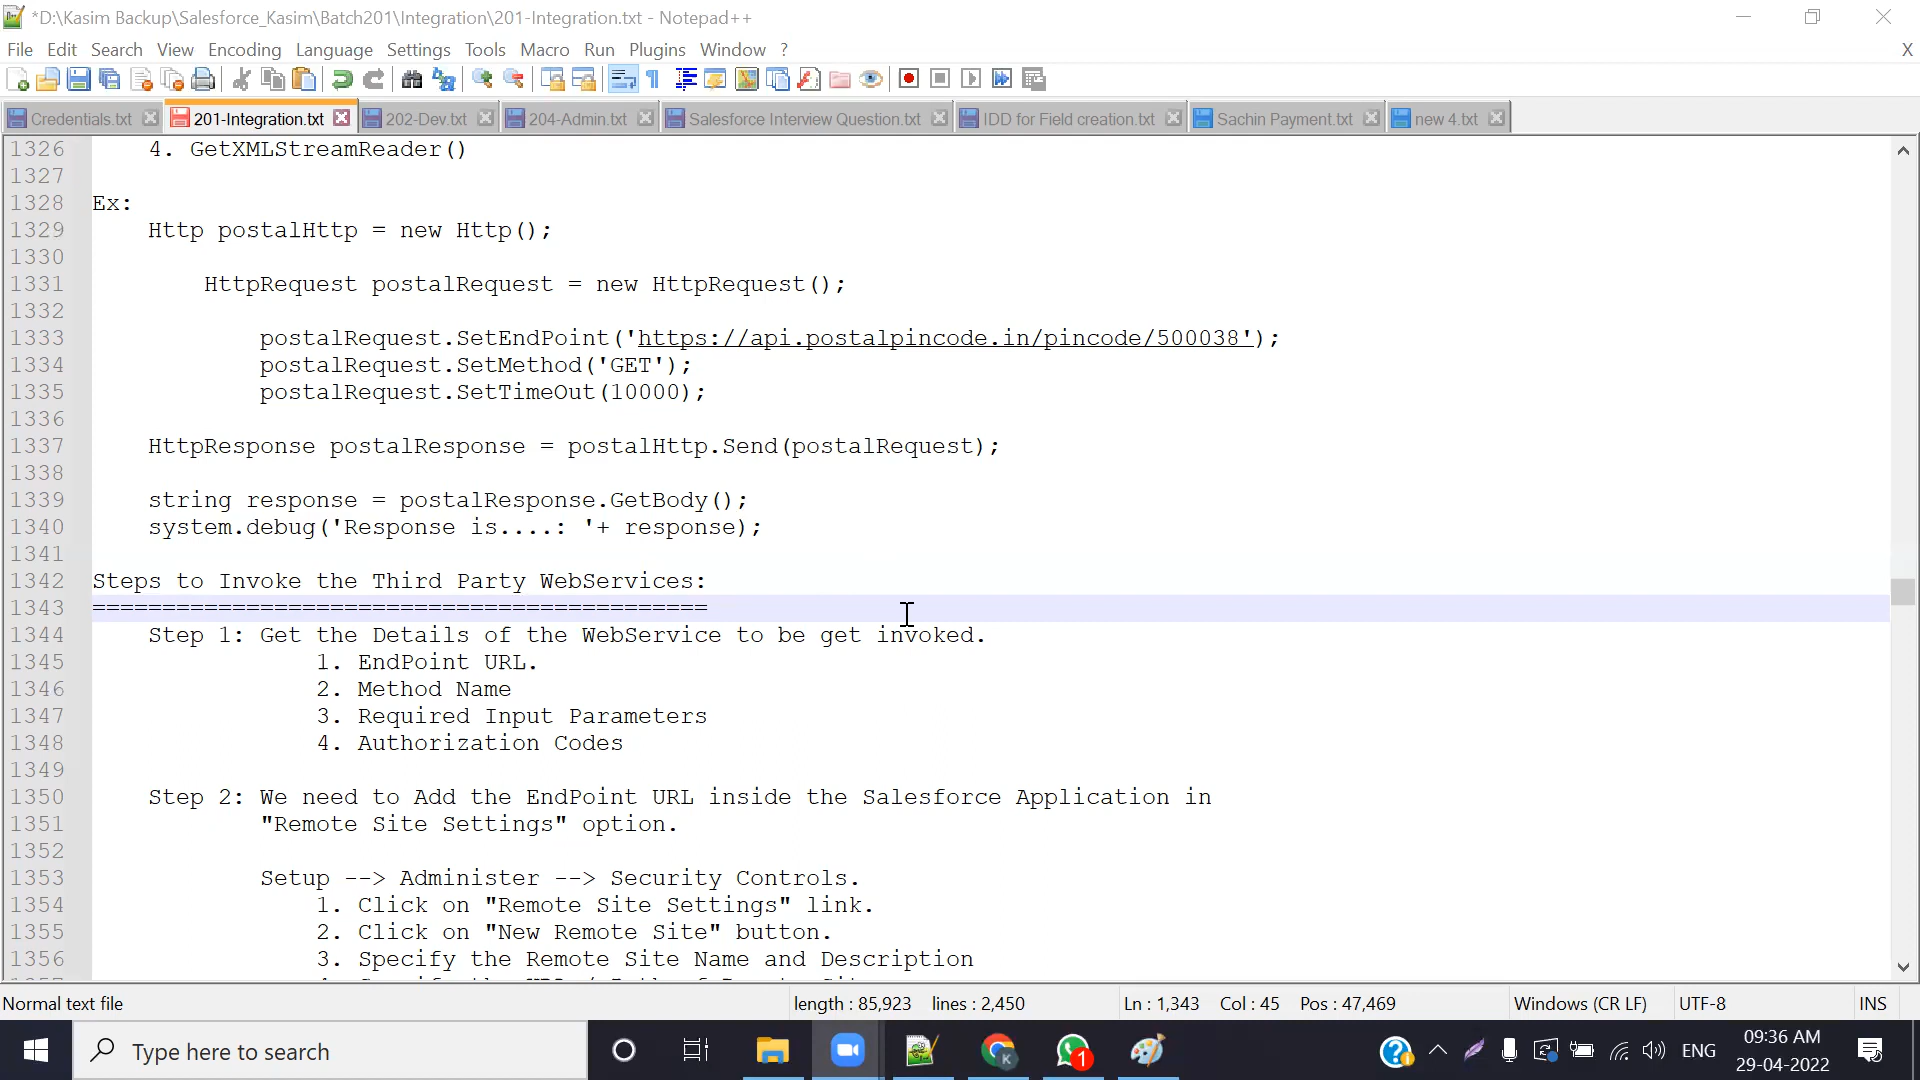 *D:\Kasim Backup\Salesforce_Kasim\Batch201\Integration\201-Integration.txt - Notepad++
File Edit Search View Encoding Language Settings Tools Macro Run Plugins Window ? X
Credentials.txt 201-Integration.txt 202-Dev.txt 204-Admin.txt Salesforce Interview Question.txt IDD for Field creation.txt Sachin Payment.txt new 4.txt
1326 4. GetXMLStreamReader()
1327
1328 Ex:
1329 Http postalHttp = new Http();
1330
1331 HttpRequest postalRequest = new HttpRequest();
1332
1333 postalRequest.SetEndPoint('https://api.postalpincode.in/pincode/500038');
1334 postalRequest.SetMethod('GET');
1335 postalRequest.SetTimeOut(10000);
1336
1337 HttpResponse postalResponse = postalHttp.Send(postalRequest);
1338
1339 string response = postalResponse.GetBody();
1340 system.debug('Response is....: '+ response);
1341
1342 Steps to Invoke the Third Party WebServices:
1343 ============================================
1344 Step 1: Get the Details of the WebService to be get invoked.
1345 1. EndPoint URL.
1346 2. Method Name
1347 3. Required Input Parameters
1348 4. Authorization Codes
1349
1350 Step 2: We need to Add the EndPoint URL inside the Salesforce Application in
1351 "Remote Site Settings" option.
1352
1353 Setup --> Administer --> Security Controls.
1354 1. Click on "Remote Site Settings" link.
1355 2. Click on "New Remote Site" button.
1356 3. Specify the Remote Site Name and Description
Normal text file length : 85,923 lines : 2,450 Ln : 1,343 Col : 45 Pos : 47,469 Windows (CR LF) UTF-8 INS
Type here to search
1
ENG
09:36 AM
29-04-2022